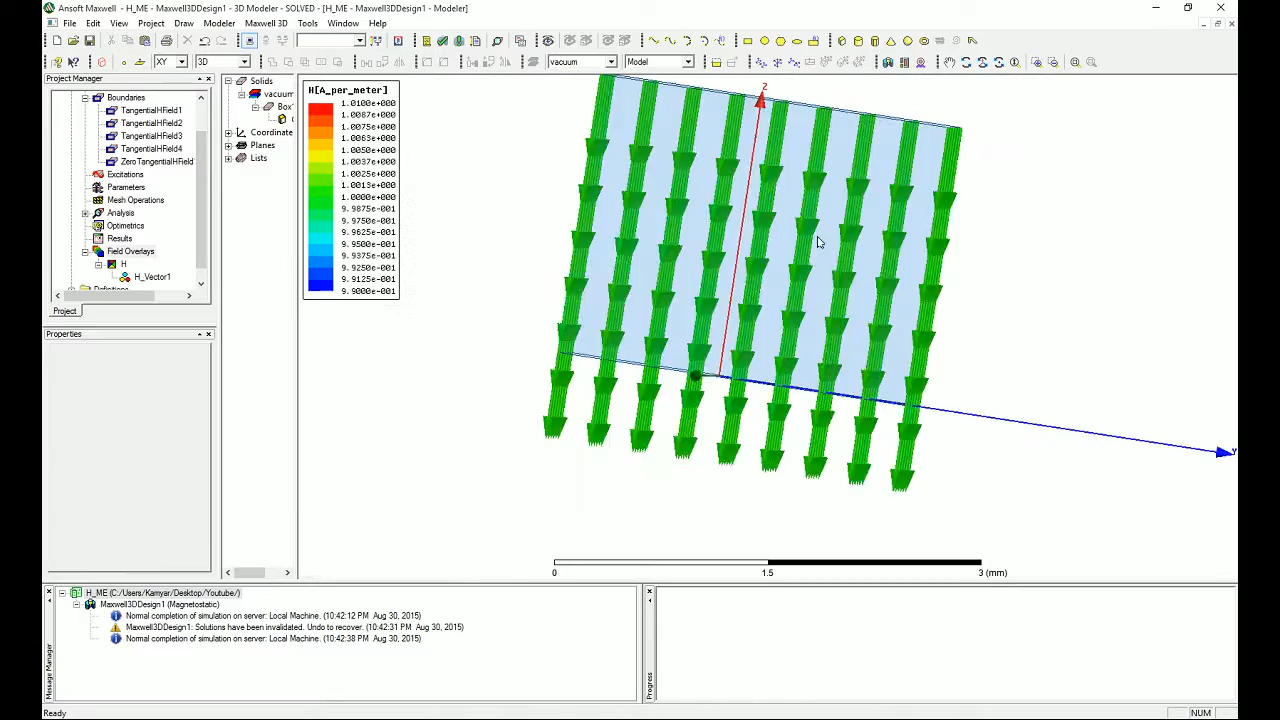 Ansoft Maxwell - H_ME - Maxwell3DDesign1 - 3D Modeler - SOLVED - [H_ME - Maxwell3DDesign1 - Modeler]
File Edit View Project Draw Modeler Maxwell 3D Tools Window Help
XY 3D vacuum Model
Project Manager
Boundaries
TangentialHField1
TangentialHField2
TangentialHField3
TangentialHField4
ZeroTangentialHField
Excitations
Parameters
Mesh Operations
Analysis
Optimetrics
Results
Field Overlays
H
H_Vector1
Project
Properties
Solids
vacuum
Coordinate
Planes
Lists
H[A_per_meter]
1.0100e+000
1.0087e+000
1.0075e+000
1.0063e+000
1.0050e+000
1.0037e+000
1.0025e+000
1.0013e+000
1.0000e+000
9.9875e-001
9.9750e-001
9.9625e-001
9.9500e-001
9.9375e-001
9.9250e-001
9.9125e-001
9.9000e-001
Z
0 1.5 3 (mm)
Message Manager
H_ME (C:/Users/Kamyar/Desktop/Youtube/)
Maxwell3DDesign1 (Magnetostatic)
Normal completion of simulation on server: Local Machine. (10:42:12 PM Aug 30, 2015)
Maxwell3DDesign1: Solutions have been invalidated. Undo to recover. (10:42:31 PM Aug 30, 2015)
Normal completion of simulation on server: Local Machine. (10:42:38 PM Aug 30, 2015)
Progress
Ready
NUM